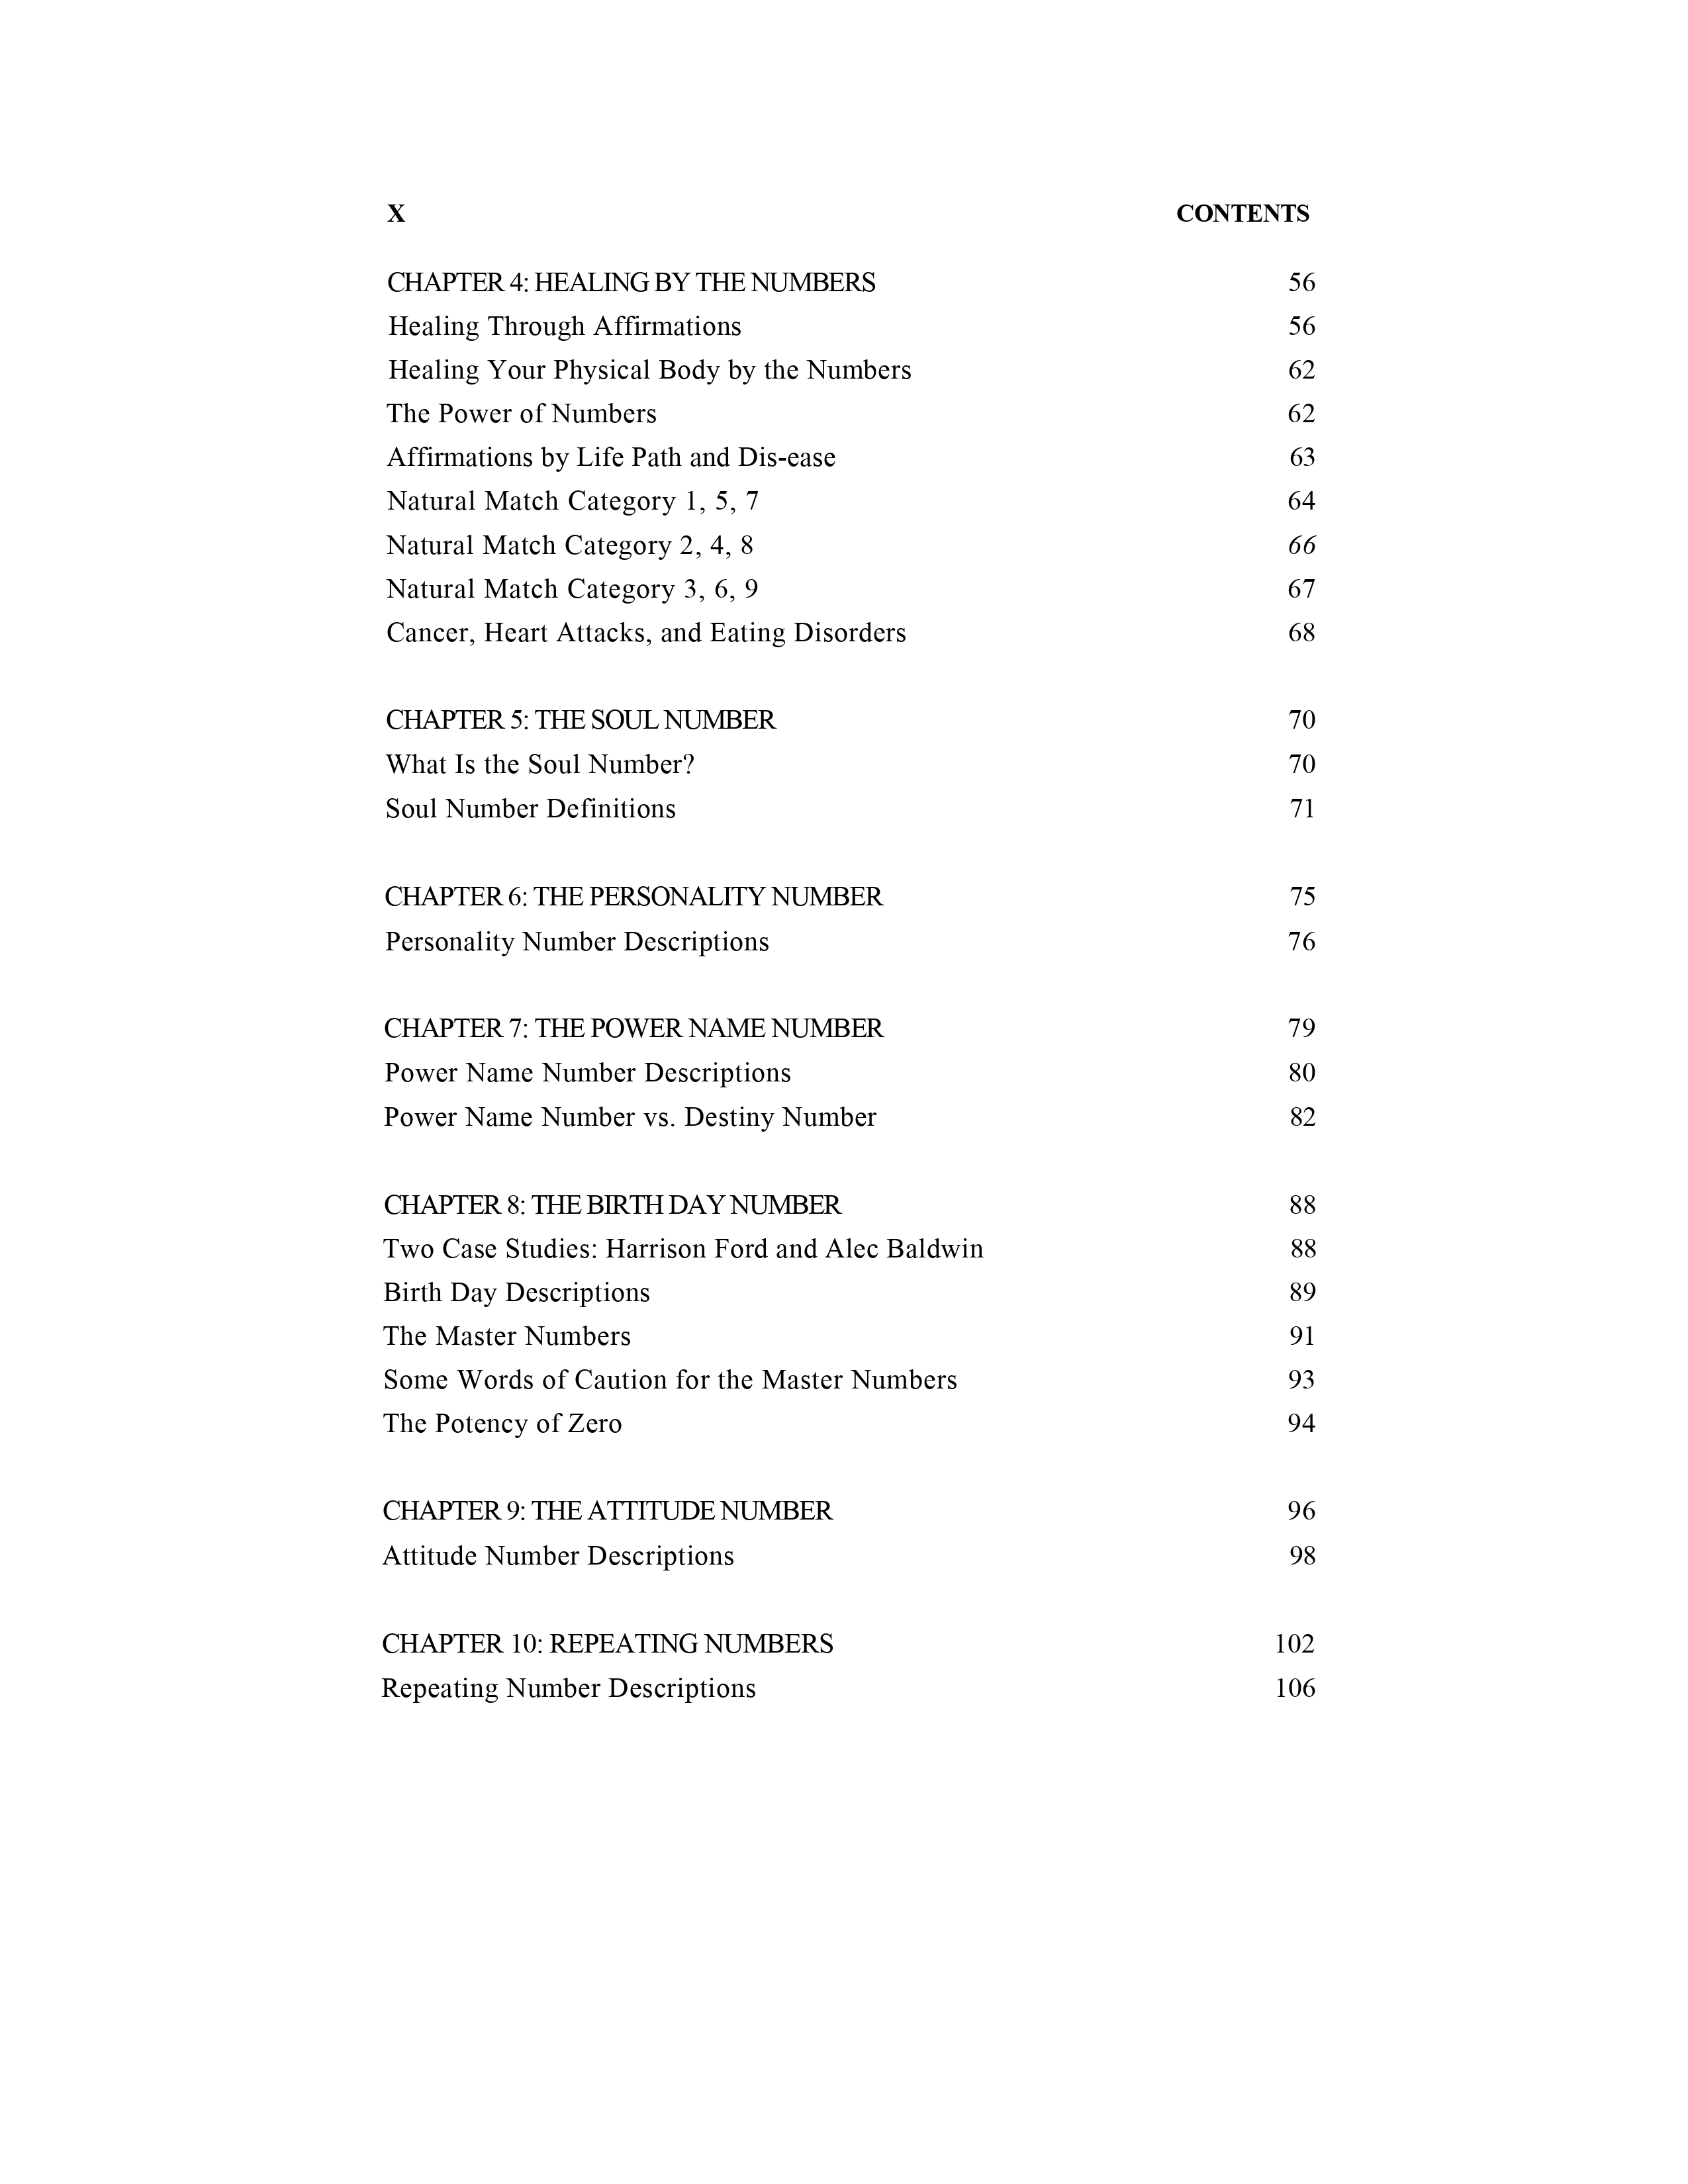 X CONTENTS
CHAPTER 4: HEALING BY THE NUMBERS 56
Healing Through Affirmations 56
Healing Your Physical Body by the Numbers 62
The Power of Numbers 62
Affirmations by Life Path and Dis-ease 63
Natural Match Category 1, 5, 7 64
Natural Match Category 2, 4, 8 66
Natural Match Category 3, 6, 9 67
Cancer, Heart Attacks, and Eating Disorders 68
CHAPTER 5: THE SOUL NUMBER 70
What Is the Soul Number? 70
Soul Number Definitions 71
CHAPTER 6: THE PERSONALITY NUMBER 75
Personality Number Descriptions 76
CHAPTER 7: THE POWER NAME NUMBER 79
Power Name Number Descriptions 80
Power Name Number vs. Destiny Number 82
CHAPTER 8: THE BIRTH DAY NUMBER 88
Two Case Studies: Harrison Ford and Alec Baldwin 88
Birth Day Descriptions 89
The Master Numbers 91
Some Words of Caution for the Master Numbers 93
The Potency of Zero 94
CHAPTER 9: THE ATTITUDE NUMBER 96
Attitude Number Descriptions 98
CHAPTER 10: REPEATING NUMBERS 102
Repeating Number Descriptions 106